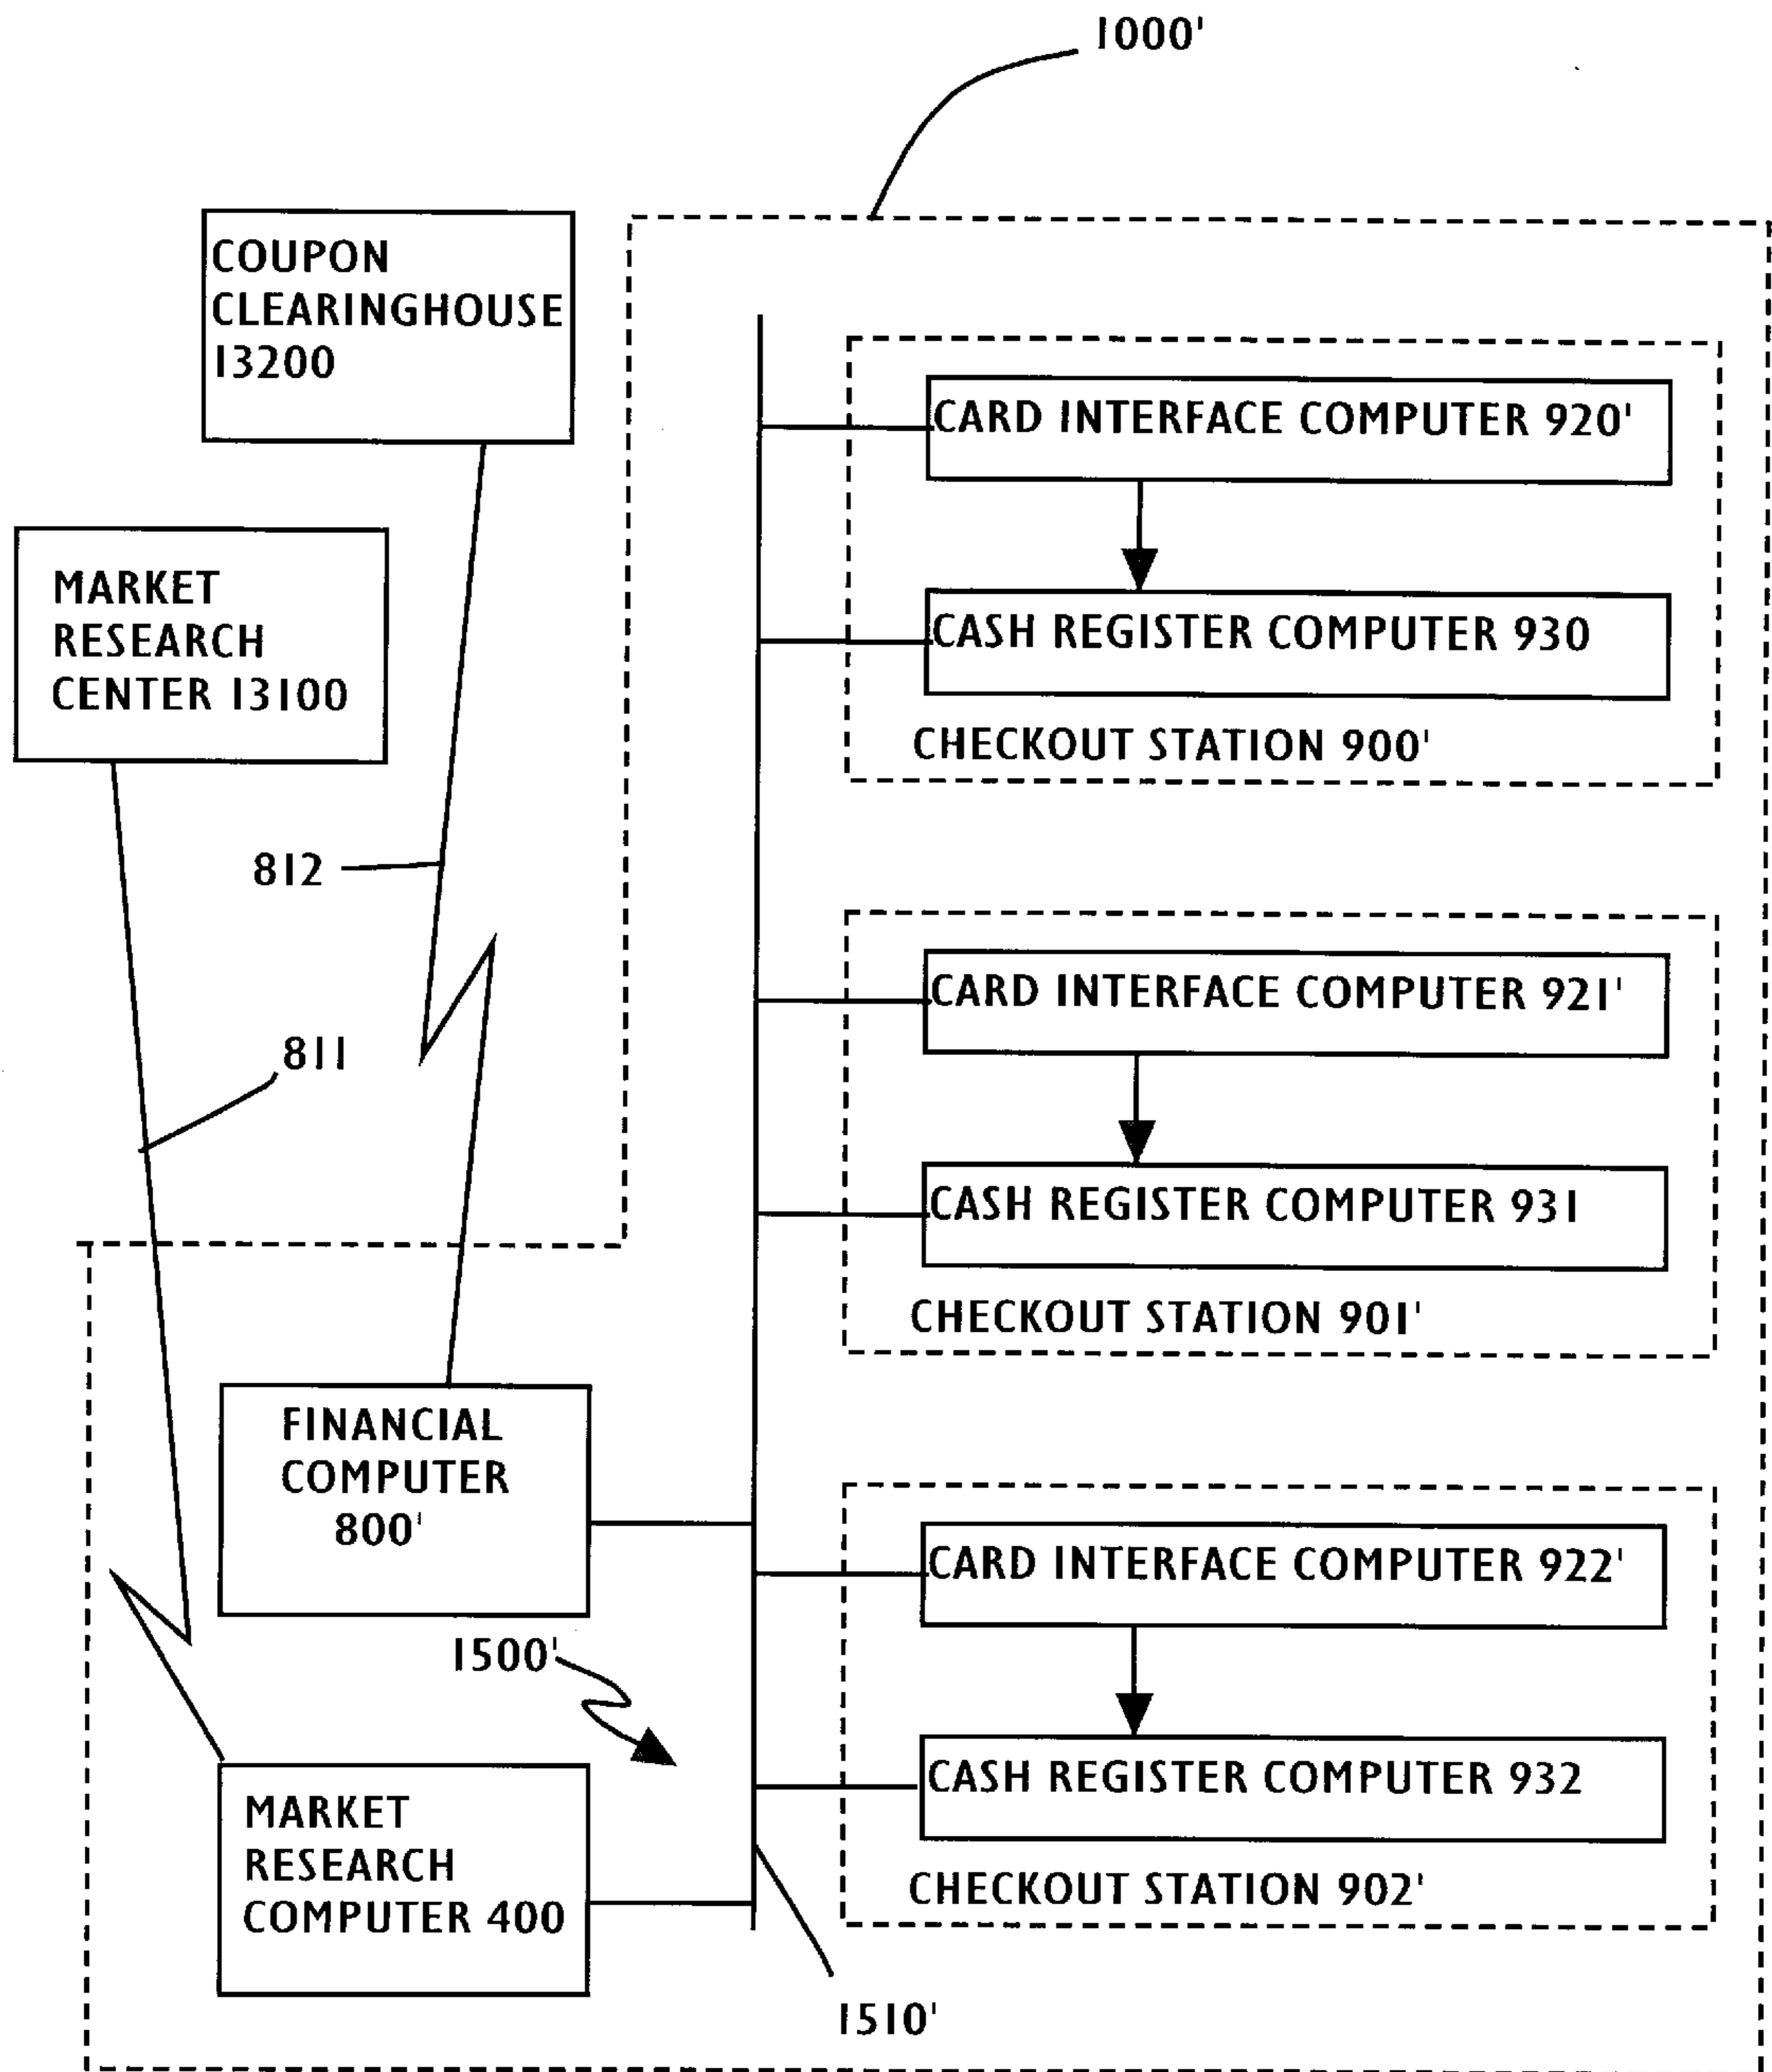 1000'
COUPON
CLEARINGHOUSE
13200
MARKET
RESEARCH
CENTER 13100
812
811
CARD INTERFACE COMPUTER 920'
CASH REGISTER COMPUTER 930
CHECKOUT STATION 900'
CARD INTERFACE COMPUTER 921'
CASH REGISTER COMPUTER 931
CHECKOUT STATION 901'
FINANCIAL
COMPUTER
800'
1500'
MARKET
RESEARCH
COMPUTER 400
CARD INTERFACE COMPUTER 922'
CASH REGISTER COMPUTER 932
CHECKOUT STATION 902'
1510'